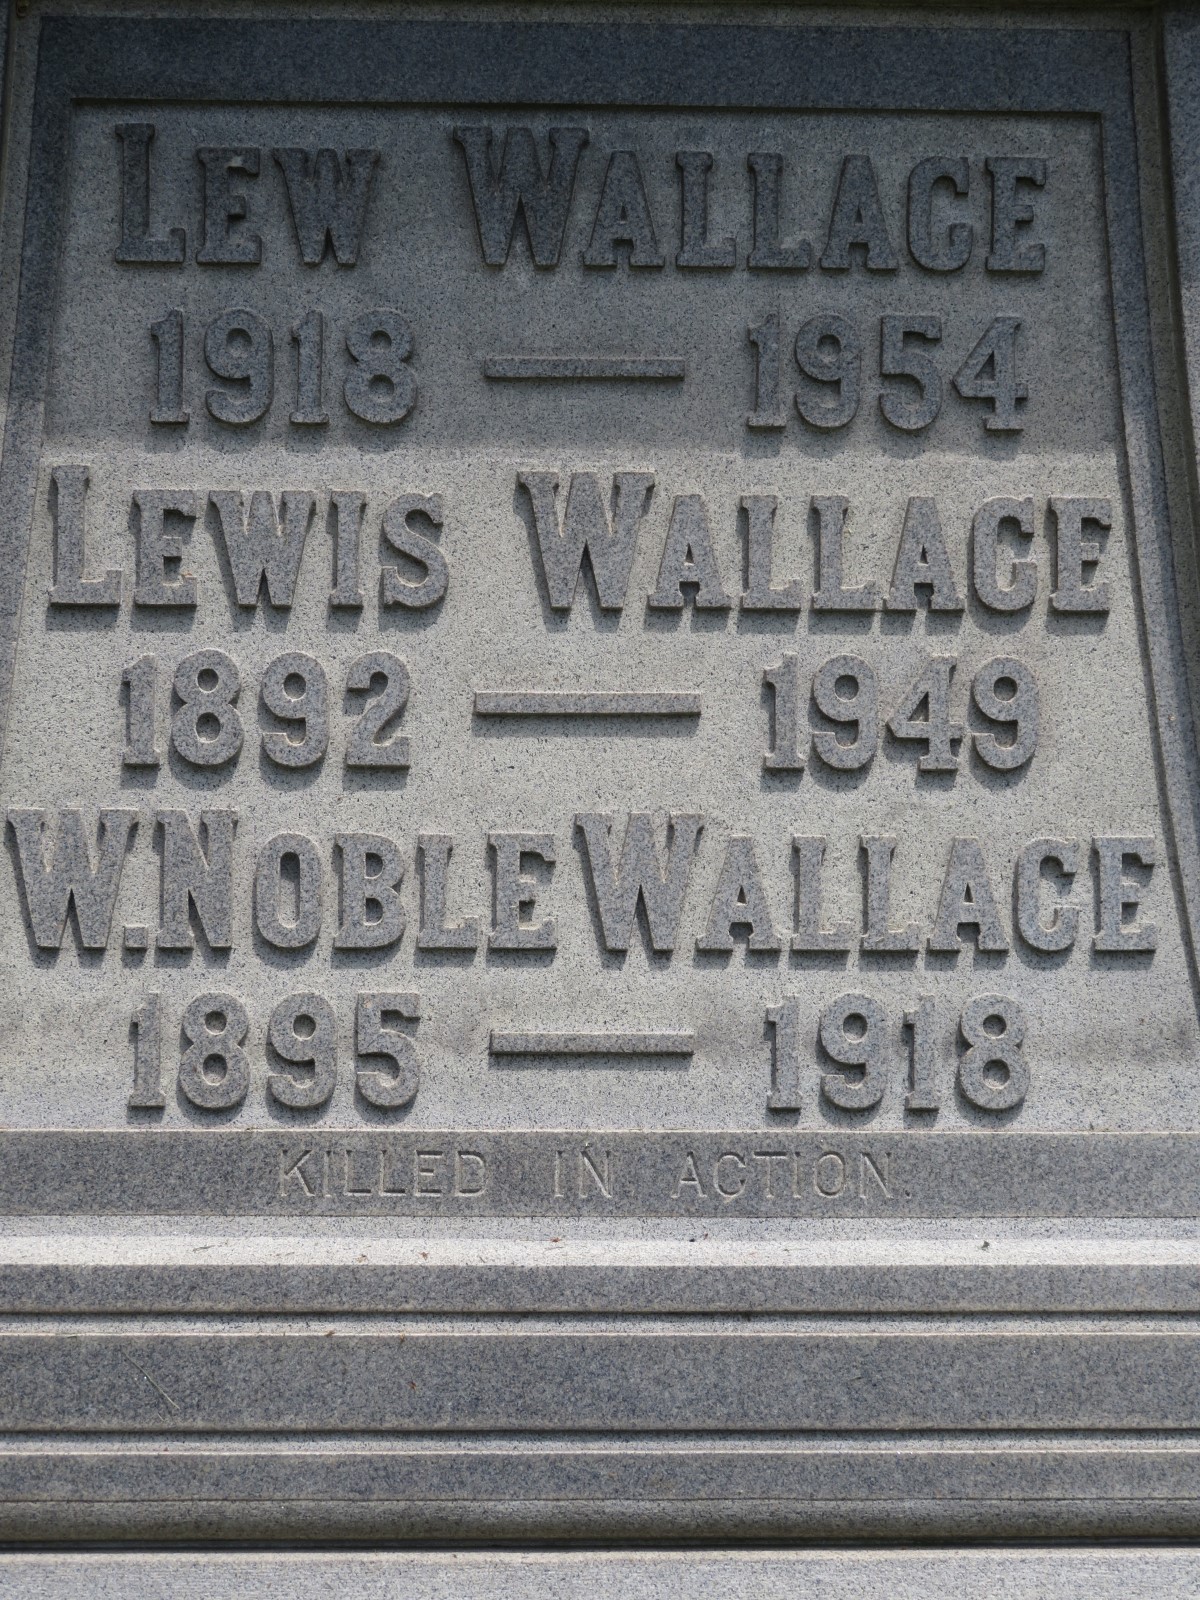 LEW WALLACE
1918 — 1954
LEWIS WALLACE
1892 — 1949
W. NOBLE WALLACE
1895 — 1918
KILLED IN ACTION.